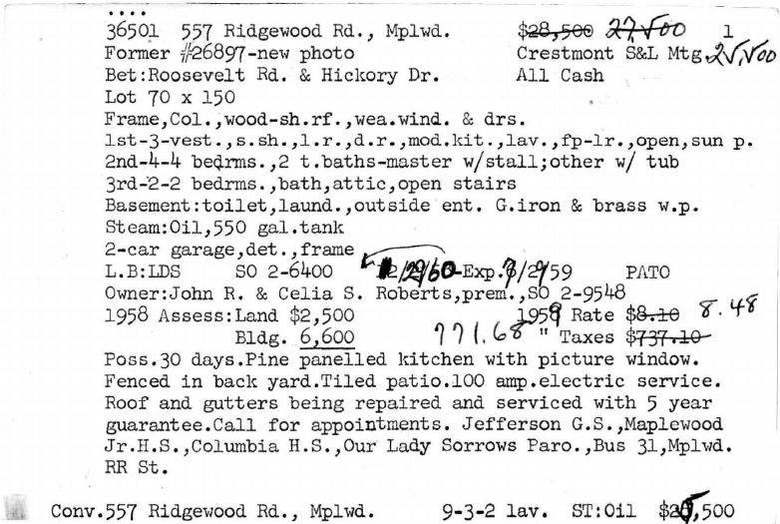 36501 557 Ridgewood Rd., Mplwd. $28,500 27,500 1
Former #26897-new photo Crestmont S&L Mtg. 25,500
Bet:Roosevelt Rd. & Hickory Dr. All Cash
Lot 70 x 150
Frame,Col.,wood-sh.rf.,wea.wind. & drs.
1st-3-vest.,s.sh.,l.r.,d.r.,mod.kit.,lav.,fp-lr.,open,sun p.
2nd-4-4 bedrms.,2 t.baths-master w/stall;other w/ tub
3rd-2-2 bedrms.,bath,attic,open stairs
Basement:toilet,laund.,outside ent. G.iron & brass w.p.
Steam:Oil,550 gal.tank
2-car garage,det.,frame
L.B:LDS SO 2-6400 12/29/60-Exp. /29/59 PATO
Owner:John R. & Celia S. Roberts,prem.,SO 2-9548
1958 Assess:Land $2,500 1959 Rate $8.10 8.48
Bldg. 6,600 771.68 " Taxes $737.10
Poss.30 days.Pine panelled kitchen with picture window.
Fenced in back yard.Tiled patio.100 amp.electric service.
Roof and gutters being repaired and serviced with 5 year
guarantee.Call for appointments. Jefferson G.S.,Maplewood
Jr.H.S.,Columbia H.S.,Our Lady Sorrows Paro.,Bus 31,Mplwd.
RR St.
Conv.557 Ridgewood Rd., Mplwd. 9-3-2 lav. ST:Oil $25,500